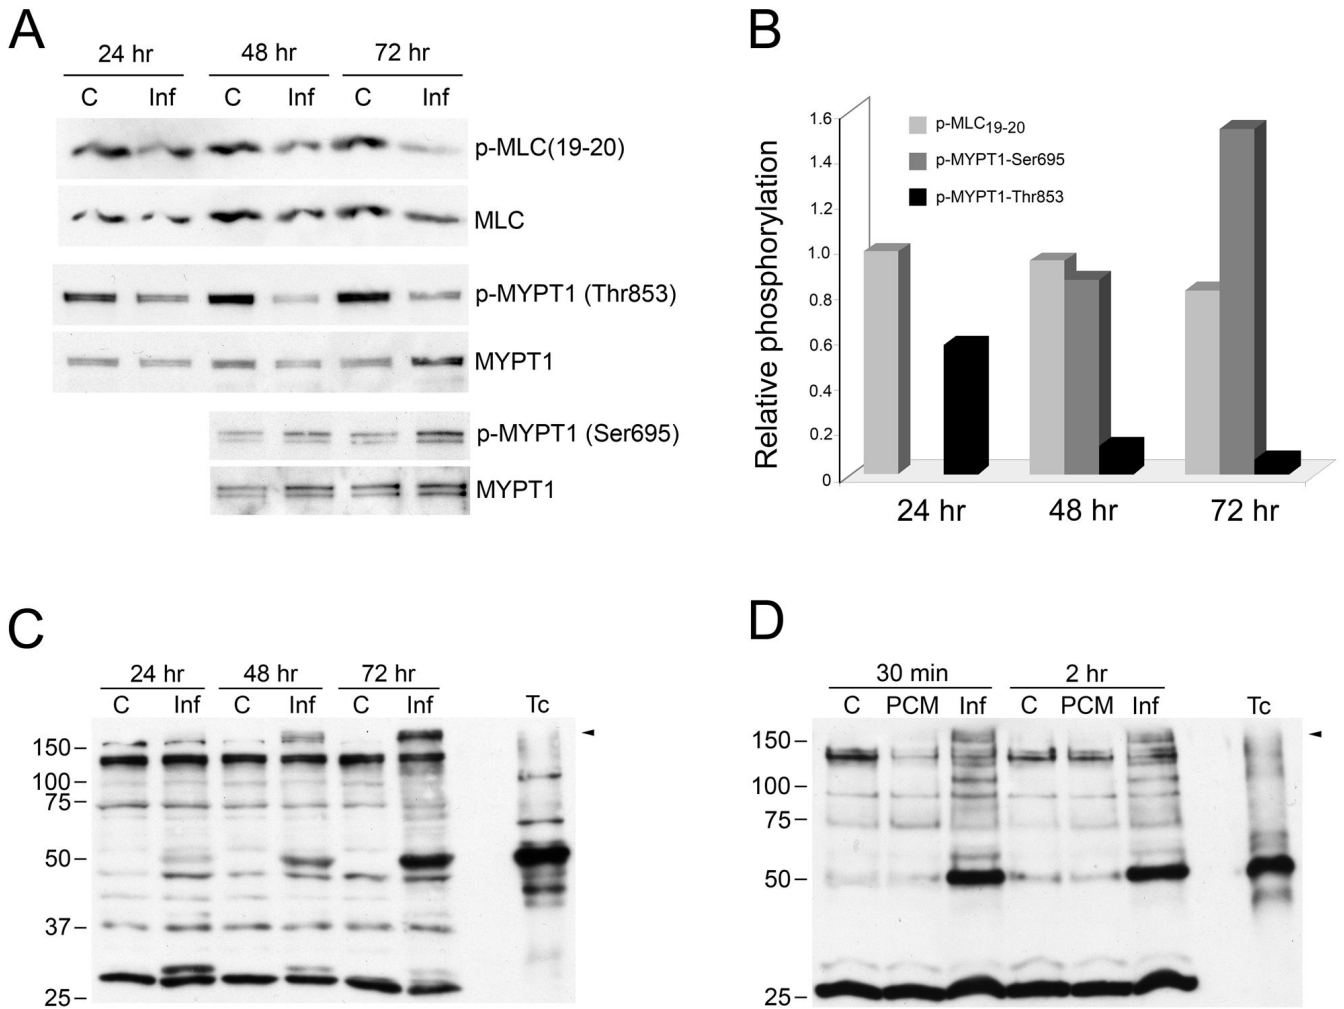 A
24 hr 48 hr 72 hr
C Inf C Inf C Inf
p-MLC(19-20)
MLC
p-MYPT1 (Thr853)
MYPT1
p-MYPT1 (Ser695)
MYPT1
B
Relative phosphorylation
1.6
1.4
1.2
1.0
0.8
0.6
0.4
0.2
0
p-MLC19-20
p-MYPT1-Ser695
p-MYPT1-Thr853
24 hr 48 hr 72 hr
C
24 hr 48 hr 72 hr
C Inf C Inf C Inf Tc
150
100
75
50
37
25
D
30 min 2 hr
C PCM Inf C PCM Inf Tc
150
100
75
50
25